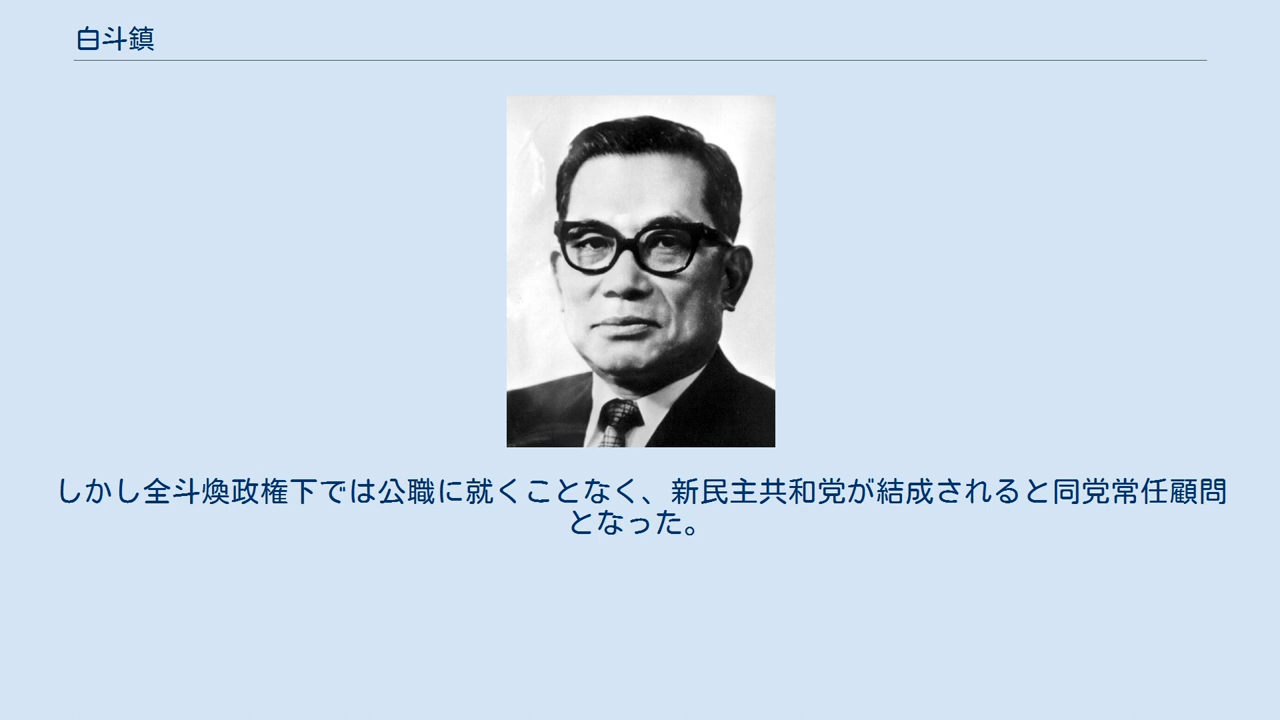 白斗鎮
しかし全斗煥政権下では公職に就くことなく、新民主共和党が結成されると同党常任顧問
となった。